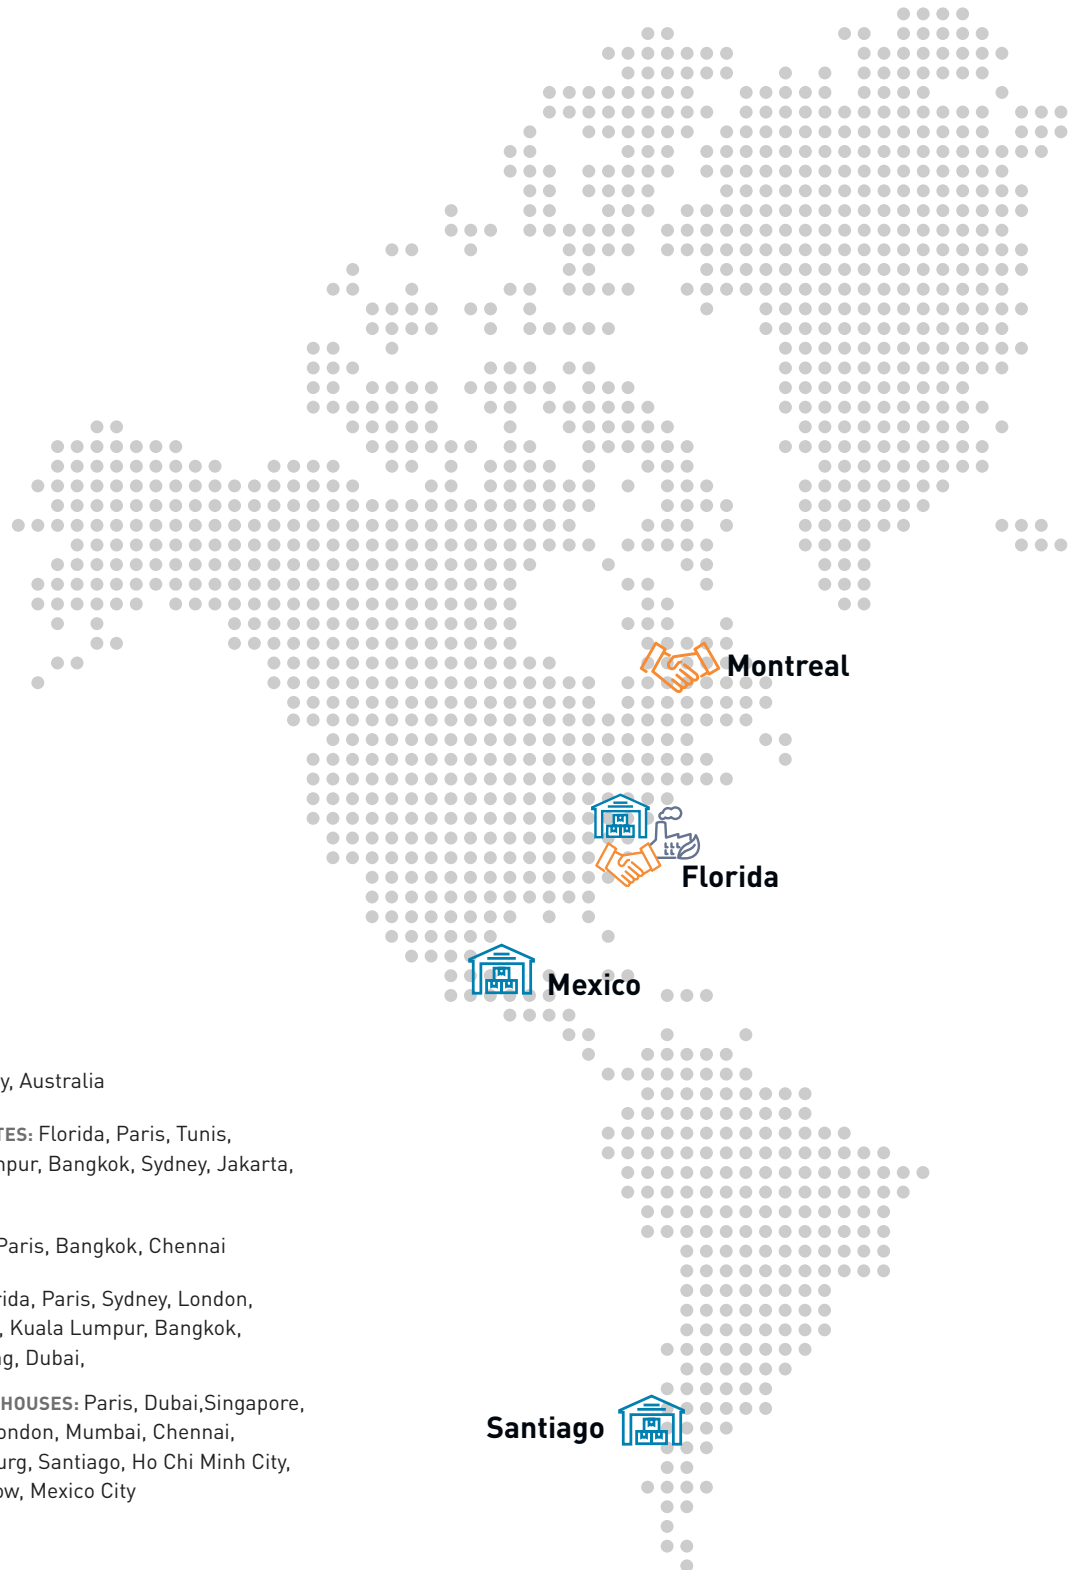 Montreal
Florida
Mexico
y, Australia
TES: Florida, Paris, Tunis,
npur, Bangkok, Sydney, Jakarta,
Paris, Bangkok, Chennai
rida, Paris, Sydney, London,
, Kuala Lumpur, Bangkok,
ng, Dubai,
HOUSES: Paris, Dubai,Singapore,
ondon, Mumbai, Chennai,
urg, Santiago, Ho Chi Minh City,
ow, Mexico City
Santiago